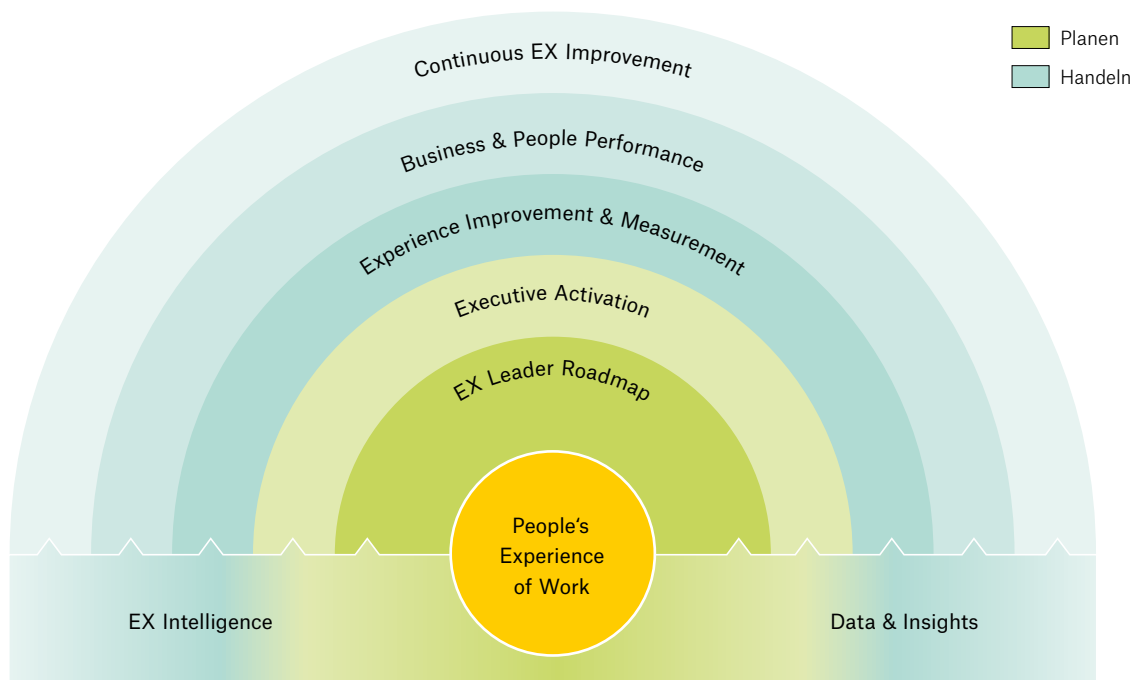 Continuous EX Improvement
Planen
Handeln
Business & People Performance
Experience Improvement & Measurement
Executive Activation
EX Leader Roadmap
People‘s
Experience
of Work
EX Intelligence
Data & Insights